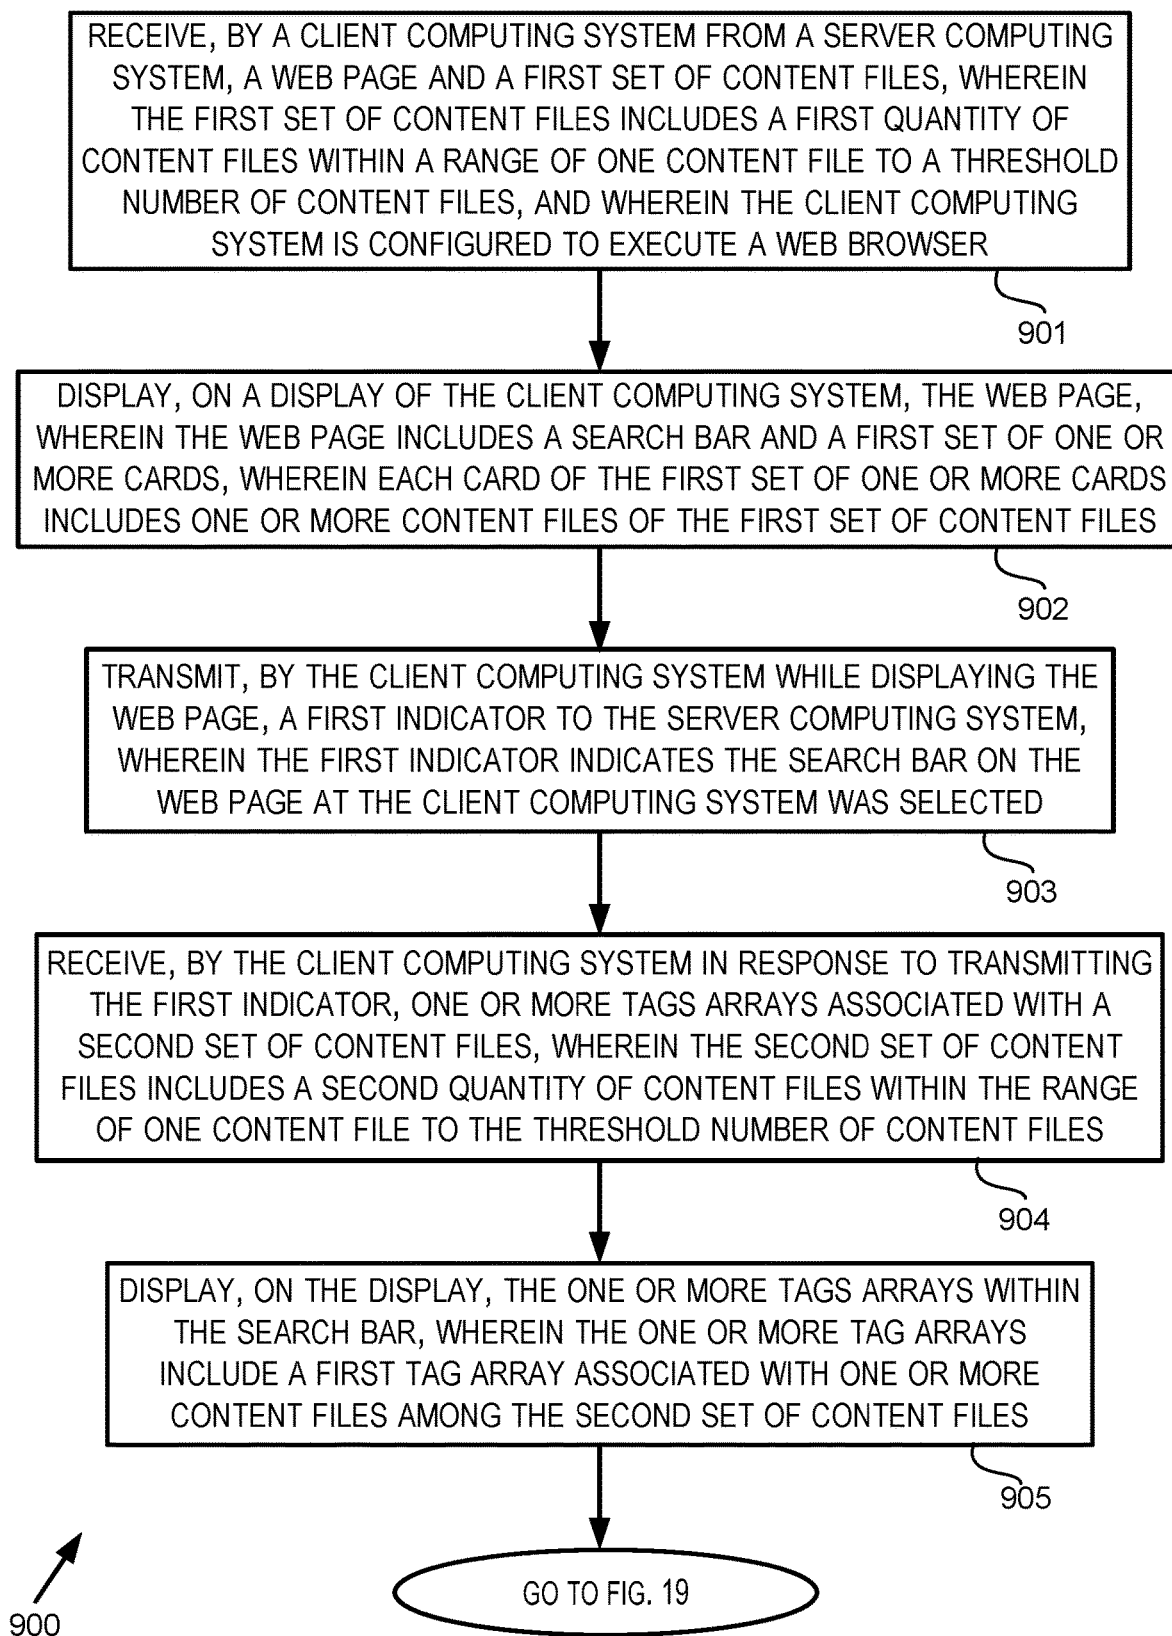 RECEIVE, BY A CLIENT COMPUTING SYSTEM FROM A SERVER COMPUTING
SYSTEM, A WEB PAGE AND A FIRST SET OF CONTENT FILES, WHEREIN
THE FIRST SET OF CONTENT FILES INCLUDES A FIRST QUANTITY OF
CONTENT FILES WITHIN A RANGE OF ONE CONTENT FILE TO A THRESHOLD
NUMBER OF CONTENT FILES, AND WHEREIN THE CLIENT COMPUTING
SYSTEM IS CONFIGURED TO EXECUTE A WEB BROWSER
901
DISPLAY, ON A DISPLAY OF THE CLIENT COMPUTING SYSTEM, THE WEB PAGE,
WHEREIN THE WEB PAGE INCLUDES A SEARCH BAR AND A FIRST SET OF ONE OR
MORE CARDS, WHEREIN EACH CARD OF THE FIRST SET OF ONE OR MORE CARDS
INCLUDES ONE OR MORE CONTENT FILES OF THE FIRST SET OF CONTENT FILES
902
TRANSMIT, BY THE CLIENT COMPUTING SYSTEM WHILE DISPLAYING THE
WEB PAGE, A FIRST INDICATOR TO THE SERVER COMPUTING SYSTEM,
WHEREIN THE FIRST INDICATOR INDICATES THE SEARCH BAR ON THE
WEB PAGE AT THE CLIENT COMPUTING SYSTEM WAS SELECTED
903
RECEIVE, BY THE CLIENT COMPUTING SYSTEM IN RESPONSE TO TRANSMITTING
THE FIRST INDICATOR, ONE OR MORE TAGS ARRAYS ASSOCIATED WITH A
SECOND SET OF CONTENT FILES, WHEREIN THE SECOND SET OF CONTENT
FILES INCLUDES A SECOND QUANTITY OF CONTENT FILES WITHIN THE RANGE
OF ONE CONTENT FILE TO THE THRESHOLD NUMBER OF CONTENT FILES
904
DISPLAY, ON THE DISPLAY, THE ONE OR MORE TAGS ARRAYS WITHIN
THE SEARCH BAR, WHEREIN THE ONE OR MORE TAG ARRAYS
INCLUDE A FIRST TAG ARRAY ASSOCIATED WITH ONE OR MORE
CONTENT FILES AMONG THE SECOND SET OF CONTENT FILES
905
GO TO FIG. 19
900